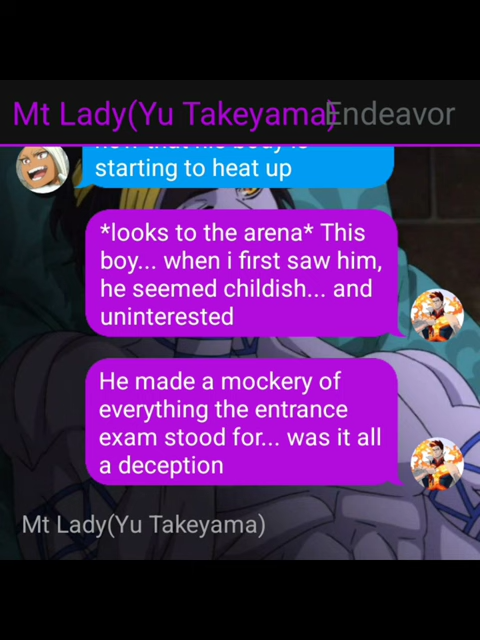 Mt Lady(Yu Takeyama)
Endeavor
starting to heat up
*looks to the arena* This
boy... when i first saw him,
he seemed childish... and
uninterested
He made a mockery of
everything the entrance
exam stood for... was it all
a deception
Mt Lady(Yu Takeyama)